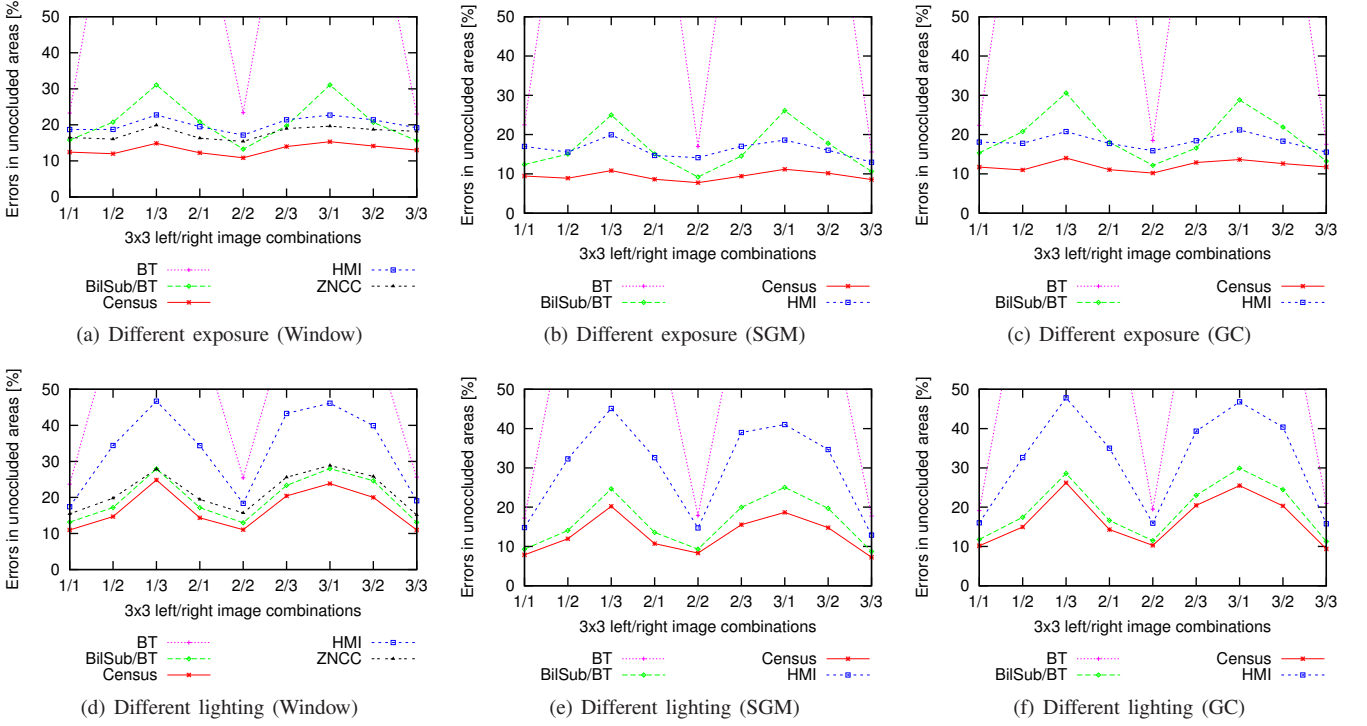 Errors in unoccluded areas [%]
50
40
30
20
10
0
1/1 1/2 1/3 2/1 2/2 2/3 3/1 3/2 3/3
3x3 left/right image combinations
BT HMI
BilSub/BT ZNCC
Census
(a) Different exposure (Window)
Errors in unoccluded areas [%]
50
40
30
20
10
0
1/1 1/2 1/3 2/1 2/2 2/3 3/1 3/2 3/3
3x3 left/right image combinations
BT Census
BilSub/BT HMI
(b) Different exposure (SGM)
Errors in unoccluded areas [%]
50
40
30
20
10
0
1/1 1/2 1/3 2/1 2/2 2/3 3/1 3/2 3/3
3x3 left/right image combinations
BT Census
BilSub/BT HMI
(c) Different exposure (GC)
Errors in unoccluded areas [%]
50
40
30
20
10
0
1/1 1/2 1/3 2/1 2/2 2/3 3/1 3/2 3/3
3x3 left/right image combinations
BT HMI
BilSub/BT ZNCC
Census
(d) Different lighting (Window)
Errors in unoccluded areas [%]
50
40
30
20
10
0
1/1 1/2 1/3 2/1 2/2 2/3 3/1 3/2 3/3
3x3 left/right image combinations
BT Census
BilSub/BT HMI
(e) Different lighting (SGM)
Errors in unoccluded areas [%]
50
40
30
20
10
0
1/1 1/2 1/3 2/1 2/2 2/3 3/1 3/2 3/3
3x3 left/right image combinations
BT Census
BilSub/BT HMI
(f) Different lighting (GC)